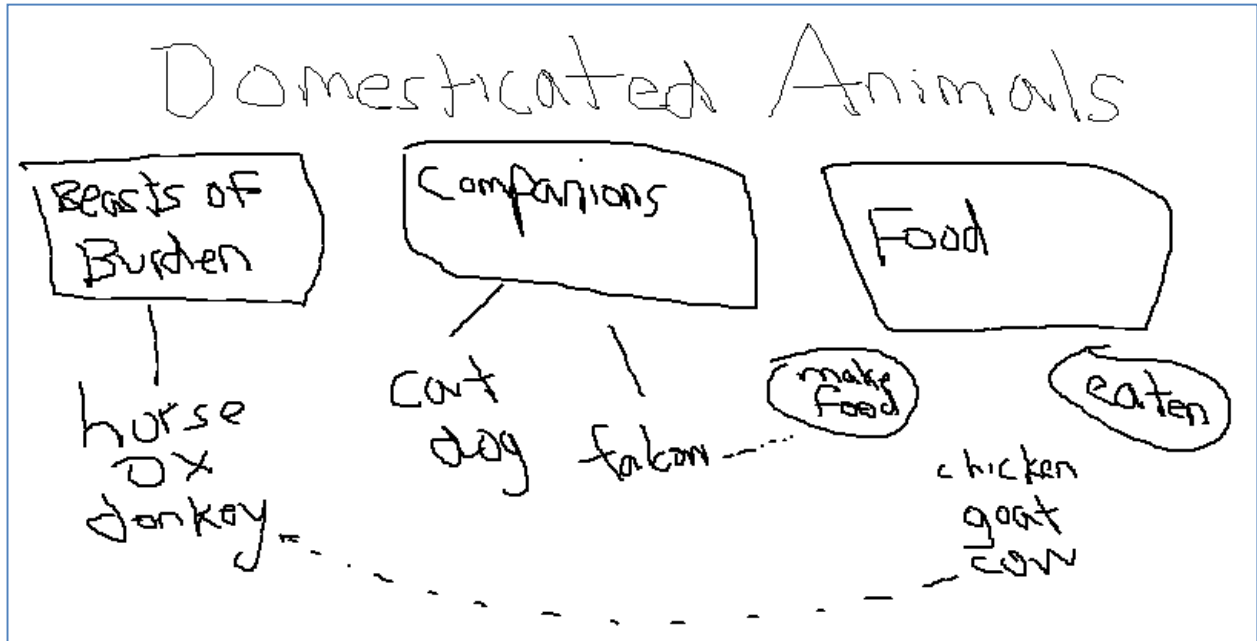 Domesticated Animals
Beasts of
Burden
Companions
Food
horse
ox
donkey
cat
dog
falcon
make
food
eaten
chicken
goat
cow